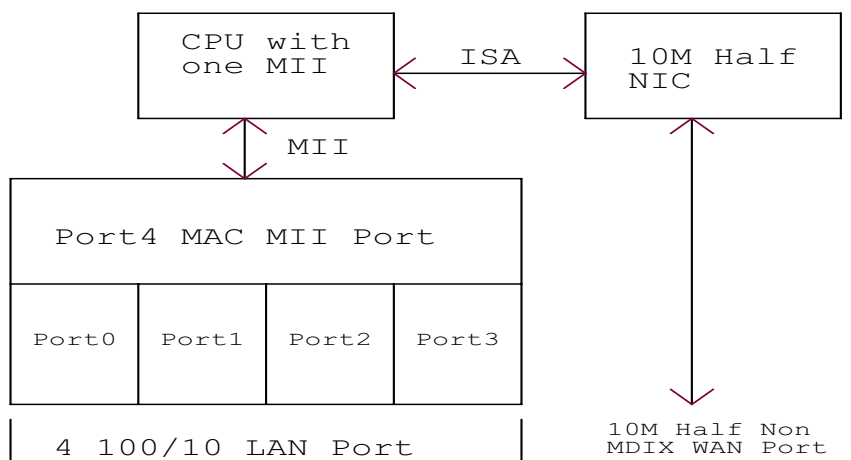 CPU with
one MII
ISA
10M Half
NIC
MII
Port4 MAC MII Port
Port0
Port1
Port2
Port3
4 100/10 LAN Port
10M Half Non
MDIX WAN Port